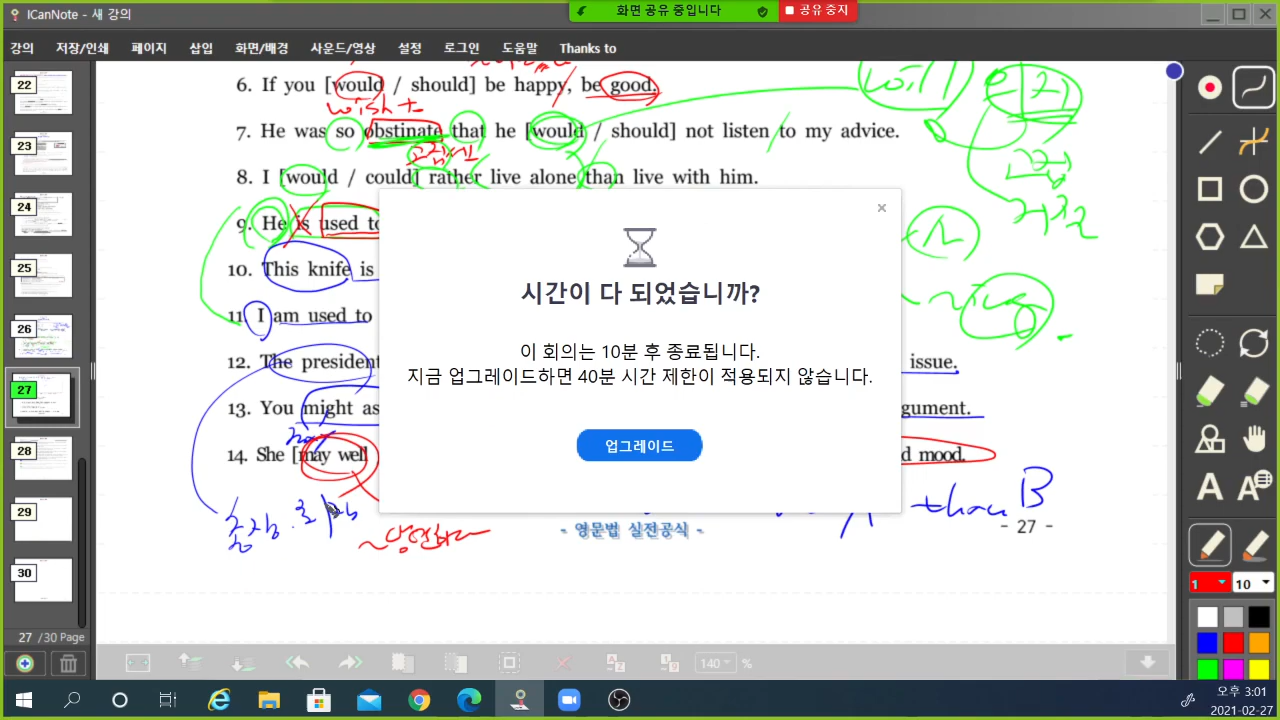 ICanNote - 새 강의
화면 공유 중입니다
공유 중지
강의 저장/인쇄 페이지 삽입 화면/배경 사운드/영상 설정 로그인 도움말 Thanks to
22
23
24
25
26
27
28
29
30
27 /30 Page
6. If you [would / should] be happy, be good.
wish to
7. He was so obstinate that he [would / should] not listen to my advice.
고집센
8. I [would / could] rather live alone than live with him.
9. He is used to
10. This knife is
11. I am used to
12. The president issue.
13. You might as gument.
14. She [may well d mood.
will
~ing
than B
~당연하다
시간이 다 되었습니까?
이 회의는 10분 후 종료됩니다.
지금 업그레이드하면 40분 시간 제한이 적용되지 않습니다.
업그레이드
- 영문법 실전공식 -
- 27 -
140 %
1
10
오후 3:01
2021-02-27